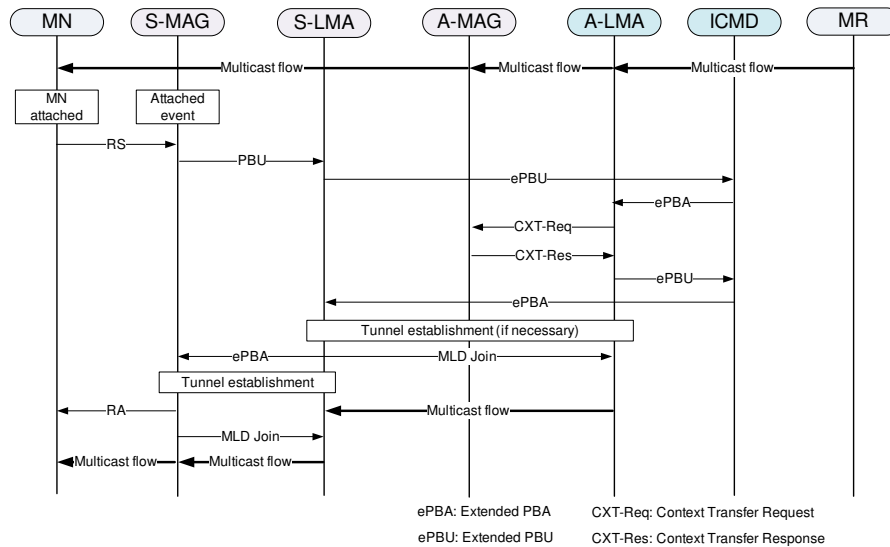 MN S-MAG S-LMA A-MAG A-LMA ICMD MR
Multicast flow Multicast flow Multicast flow
MN attached
Attached event
RS
PBU
ePBU
ePBA
CXT-Req
CXT-Res
ePBU
ePBA
Tunnel establishment (if necessary)
ePBA MLD Join
Tunnel establishment
RA Multicast flow
MLD Join
Multicast flow Multicast flow
ePBA: Extended PBA CXT-Req: Context Transfer Request
ePBU: Extended PBU CXT-Res: Context Transfer Response